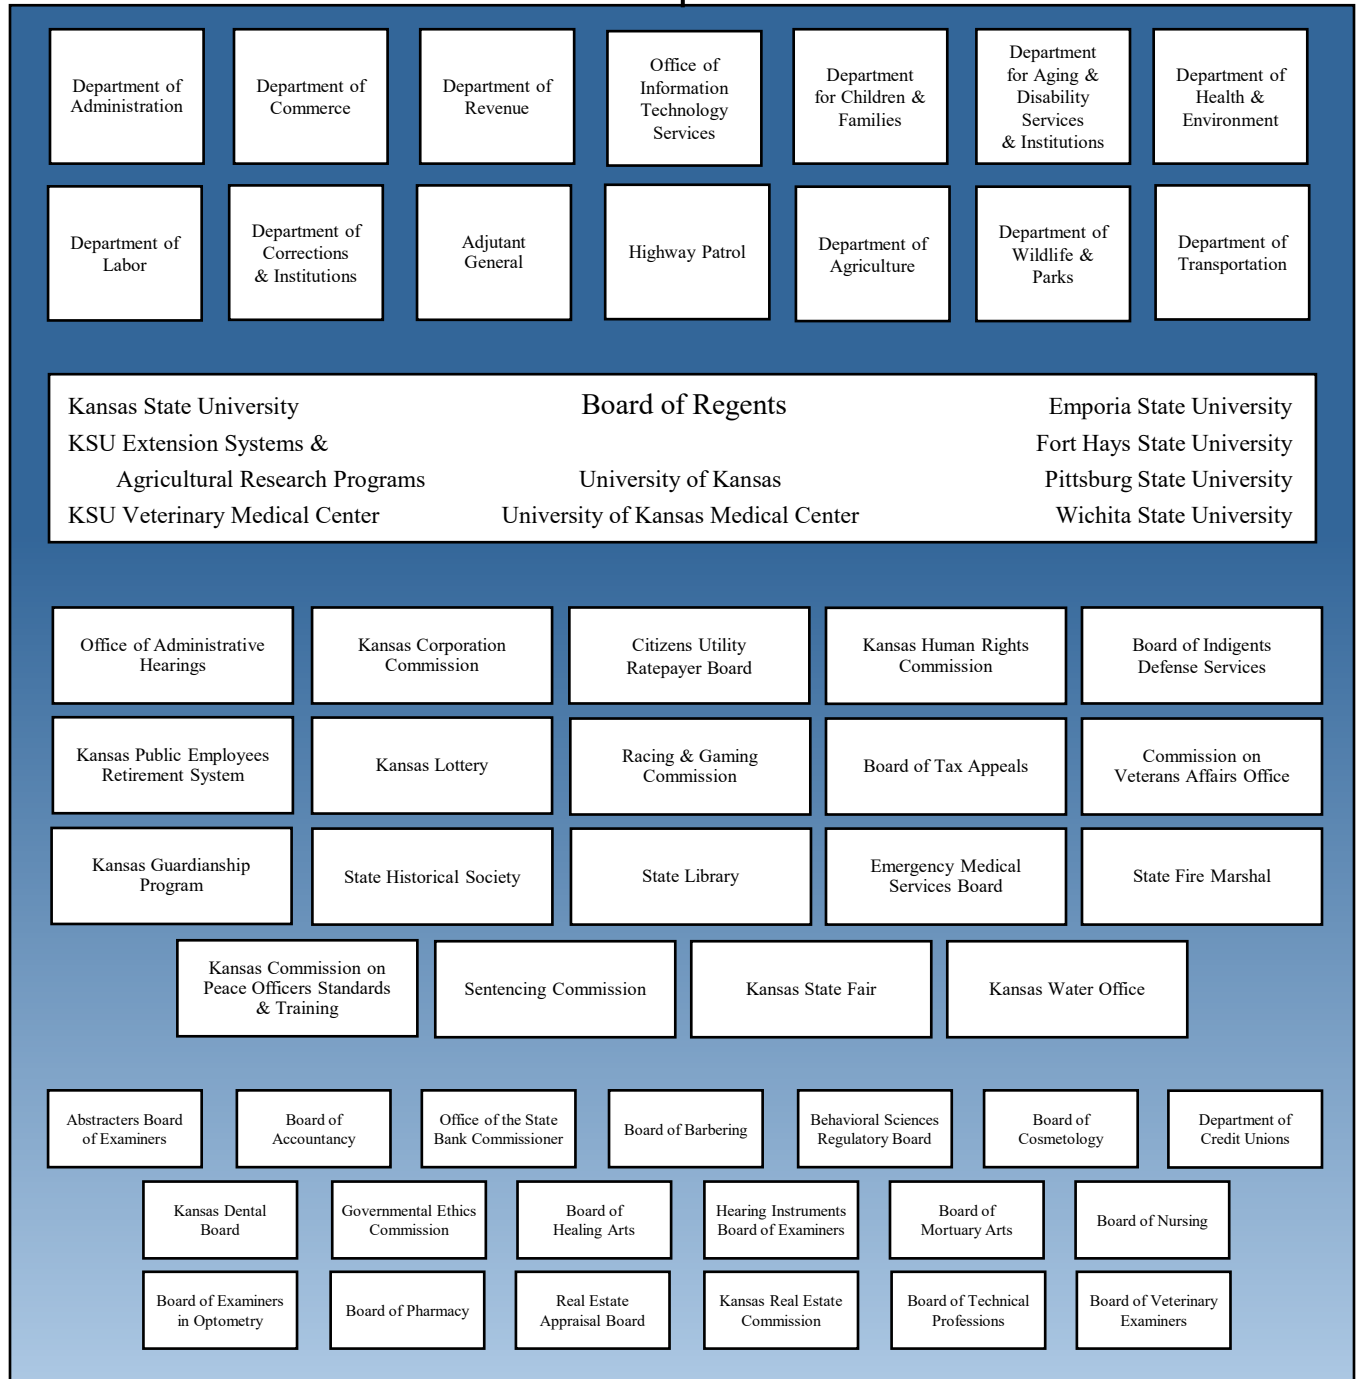 Department of
Administration
Department of
Commerce
Department of
Revenue
Office of
Information
Technology
Services
Department
for Children &
Families
Department
for Aging &
Disability
Services
& Institutions
Department of
Health &
Environment
Department of
Labor
Department of
Corrections
& Institutions
Adjutant
General
Highway Patrol
Department of
Agriculture
Department of
Wildlife &
Parks
Department of
Transportation
Board of Regents
Kansas State University
KSU Extension Systems &
Agricultural Research Programs
KSU Veterinary Medical Center
University of Kansas
University of Kansas Medical Center
Emporia State University
Fort Hays State University
Pittsburg State University
Wichita State University
Office of Administrative
Hearings
Kansas Corporation
Commission
Citizens Utility
Ratepayer Board
Kansas Human Rights
Commission
Board of Indigents
Defense Services
Kansas Public Employees
Retirement System
Kansas Lottery
Racing & Gaming
Commission
Board of Tax Appeals
Commission on
Veterans Affairs Office
Kansas Guardianship
Program
State Historical Society
State Library
Emergency Medical
Services Board
State Fire Marshal
Kansas Commission on
Peace Officers Standards
& Training
Sentencing Commission
Kansas State Fair
Kansas Water Office
Abstracters Board
of Examiners
Board of
Accountancy
Office of the State
Bank Commissioner
Board of Barbering
Behavioral Sciences
Regulatory Board
Board of
Cosmetology
Department of
Credit Unions
Kansas Dental
Board
Governmental Ethics
Commission
Board of
Healing Arts
Hearing Instruments
Board of Examiners
Board of
Mortuary Arts
Board of Nursing
Board of Examiners
in Optometry
Board of Pharmacy
Real Estate
Appraisal Board
Kansas Real Estate
Commission
Board of Technical
Professions
Board of Veterinary
Examiners